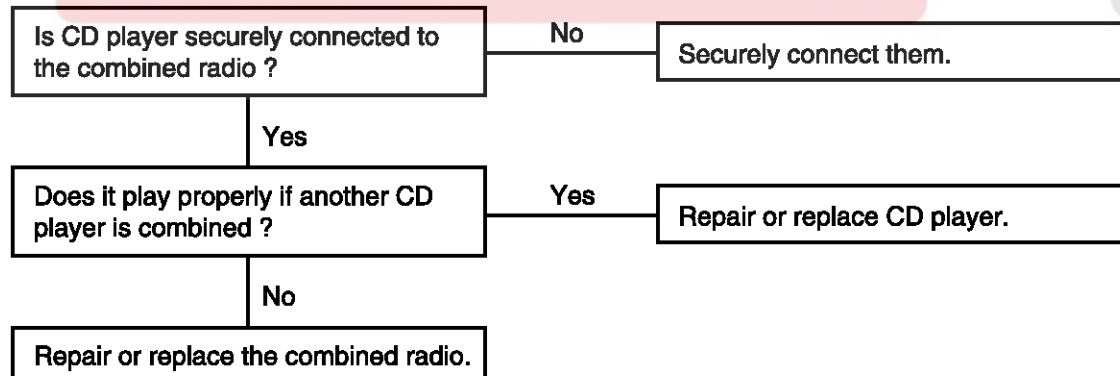 Is CD player securely connected to
the combined radio ?
No
Securely connect them.
Yes
Does it play properly if another CD
player is combined ?
Yes
Repair or replace CD player.
No
Repair or replace the combined radio.